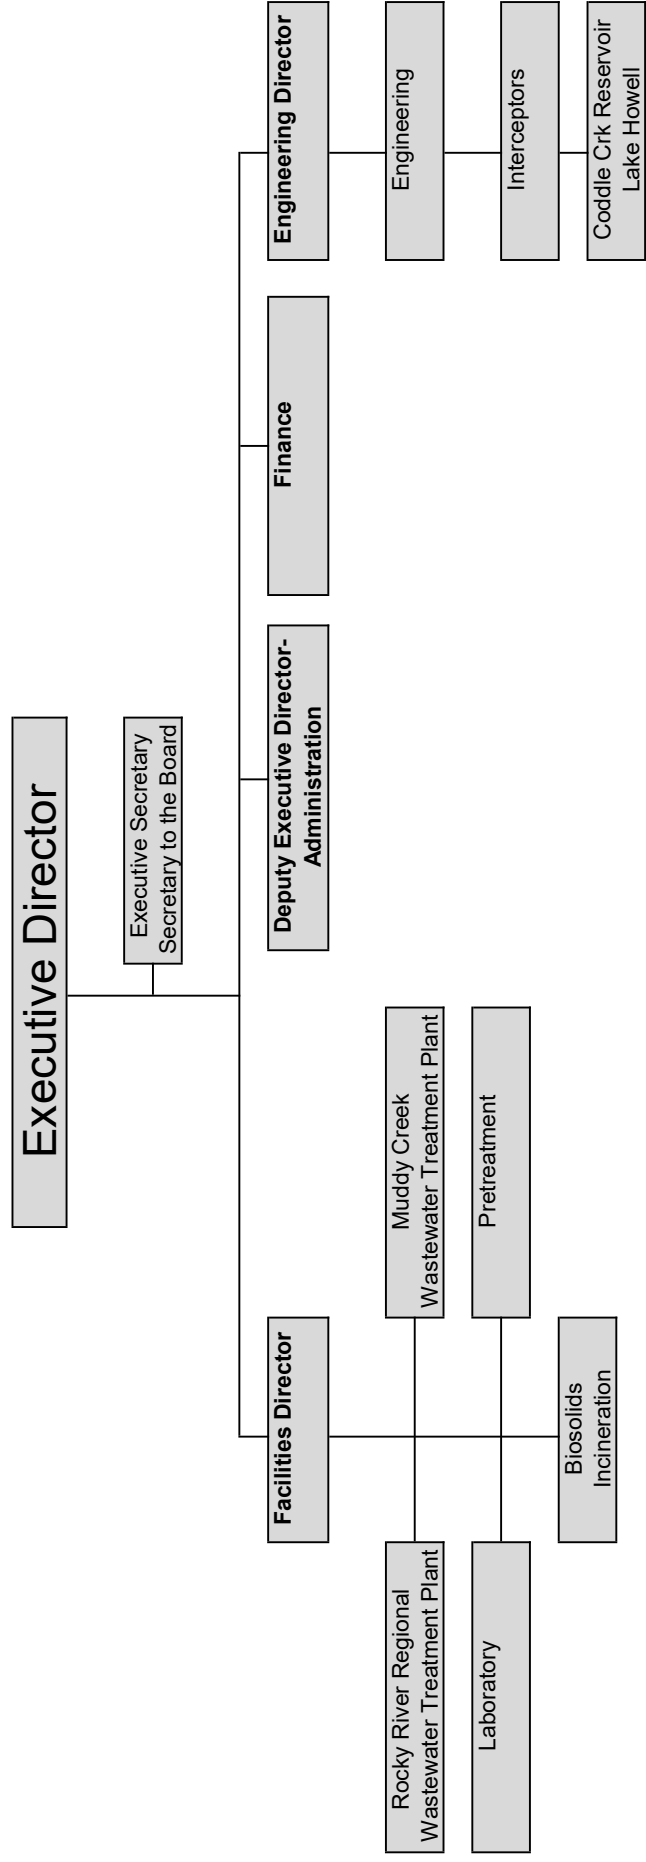 Executive Director
Executive Secretary
Secretary to the Board
Facilities Director
Deputy Executive Director-
Administration
Finance
Engineering Director
Rocky River Regional
Wastewater Treatment Plant
Muddy Creek
Wastewater Treatment Plant
Engineering
Laboratory
Pretreatment
Interceptors
Biosolids
Incineration
Coddle Crk Reservoir
Lake Howell